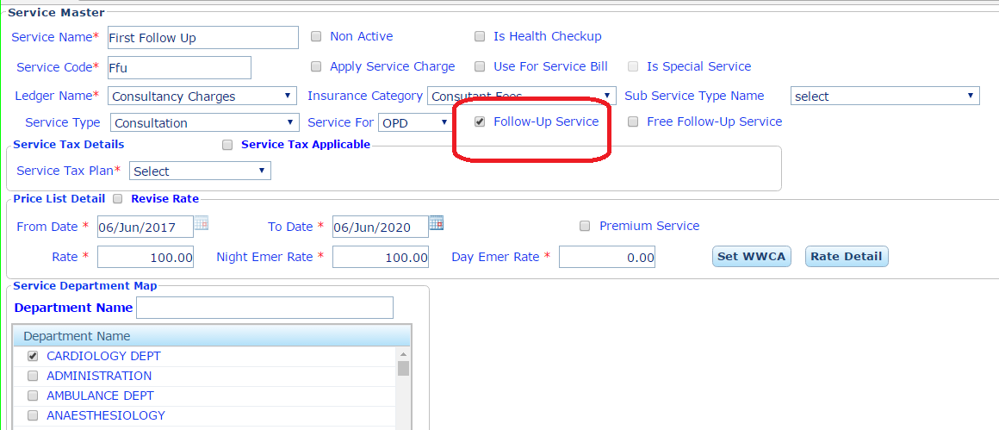 Service Master
Service Name* First Follow Up Non Active Is Health Checkup
Service Code* Ffu Apply Service Charge Use For Service Bill Is Special Service
Ledger Name* Consultancy Charges Insurance Category Consutant Fees Sub Service Type Name select
Service Type Consultation Service For OPD Follow-Up Service Free Follow-Up Service
Service Tax Details Service Tax Applicable
Service Tax Plan* Select
Price List Detail Revise Rate
From Date * 06/Jun/2017 To Date * 06/Jun/2020 Premium Service
Rate * 100.00 Night Emer Rate * 100.00 Day Emer Rate * 0.00 Set WWCA Rate Detail
Service Department Map
Department Name
Department Name
CARDIOLOGY DEPT
ADMINISTRATION
AMBULANCE DEPT
ANAESTHESIOLOGY